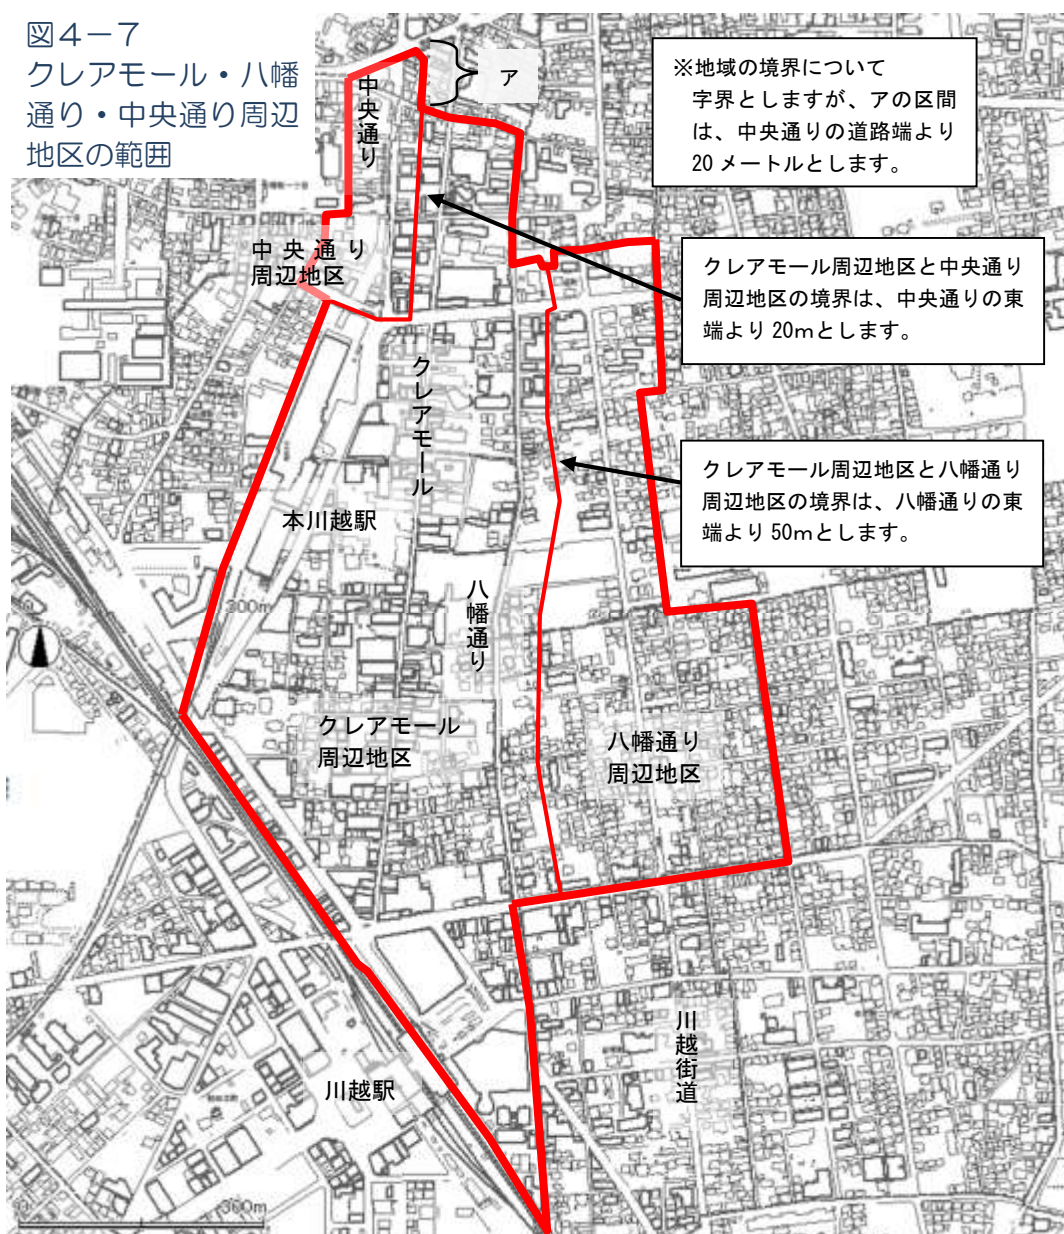 図4－7
クレアモール・八幡
通り・中央通り周辺
地区の範囲
ア
※地域の境界について
字界としますが、アの区間
は、中央通りの道路端より
20メートルとします。
中央通り
中央通り
周辺地区
クレアモール周辺地区と中央通り
周辺地区の境界は、中央通りの東
端より20mとします。
クレアモール
クレアモール周辺地区と八幡通り
周辺地区の境界は、八幡通りの東
端より50mとします。
本川越駅
八幡通り
300m
クレアモール
周辺地区
八幡通り
周辺地区
川越街道
川越駅
300m